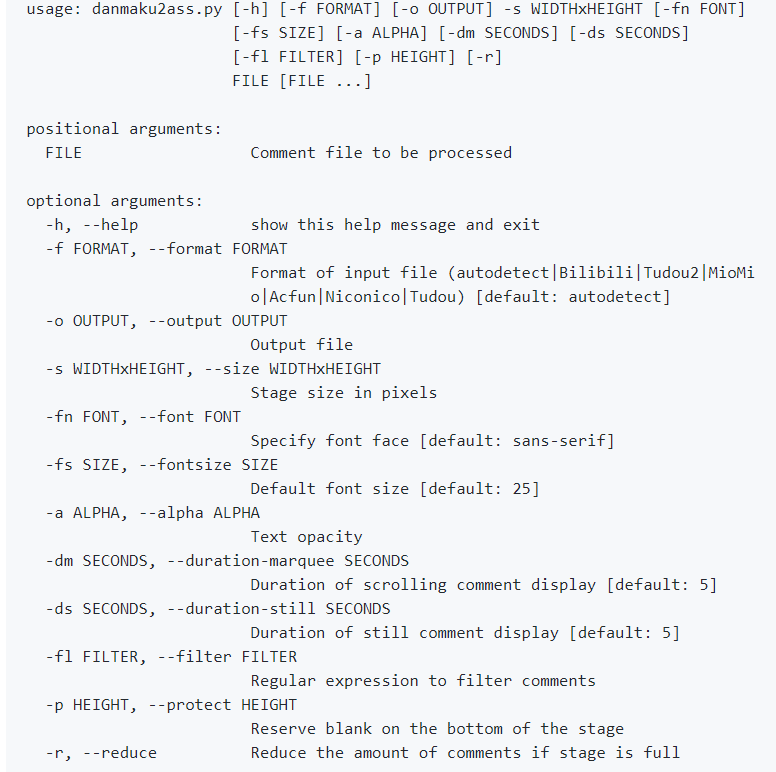 usage: danmaku2ass.py [-h] [-f FORMAT] [-o OUTPUT] -s WIDTHxHEIGHT [-fn FONT]
                      [-fs SIZE] [-a ALPHA] [-dm SECONDS] [-ds SECONDS]
                      [-fl FILTER] [-p HEIGHT] [-r]
                      FILE [FILE ...]

positional arguments:
  FILE                  Comment file to be processed

optional arguments:
  -h, --help            show this help message and exit
  -f FORMAT, --format FORMAT
                        Format of input file (autodetect|Bilibili|Tudou2|MioMi
                        o|Acfun|Niconico|Tudou) [default: autodetect]
  -o OUTPUT, --output OUTPUT
                        Output file
  -s WIDTHxHEIGHT, --size WIDTHxHEIGHT
                        Stage size in pixels
  -fn FONT, --font FONT
                        Specify font face [default: sans-serif]
  -fs SIZE, --fontsize SIZE
                        Default font size [default: 25]
  -a ALPHA, --alpha ALPHA
                        Text opacity
  -dm SECONDS, --duration-marquee SECONDS
                        Duration of scrolling comment display [default: 5]
  -ds SECONDS, --duration-still SECONDS
                        Duration of still comment display [default: 5]
  -fl FILTER, --filter FILTER
                        Regular expression to filter comments
  -p HEIGHT, --protect HEIGHT
                        Reserve blank on the bottom of the stage
  -r, --reduce          Reduce the amount of comments if stage is full